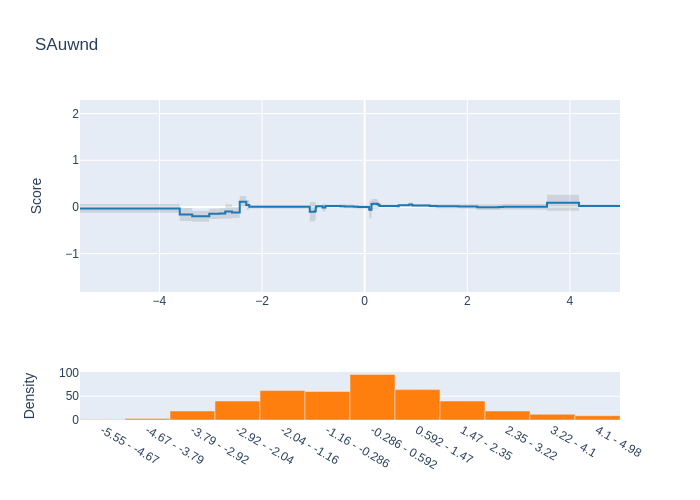 SAuwnd
Score
2
1
0
−1
−4
−2
0
2
4
Density
100
50
0
-5.55 - -4.67
-4.67 - -3.79
-3.79 - -2.92
-2.92 - -2.04
-2.04 - -1.16
-1.16 - -0.286
-0.286 - 0.592
0.592 - 1.47
1.47 - 2.35
2.35 - 3.22
3.22 - 4.1
4.1 - 4.98